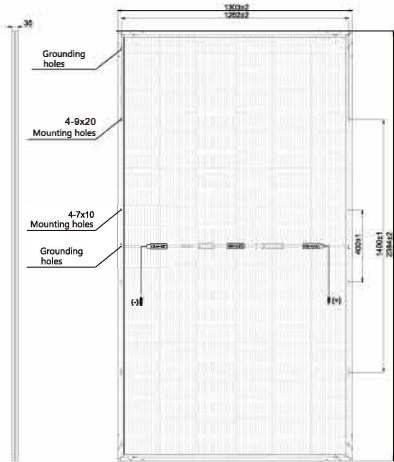 1303±2
1262±2
35
Grounding
holes
4-9x20
Mounting holes
4-7x10
Mounting holes
Grounding
holes
400±1
1400±1
2384±2
(-)
(+)